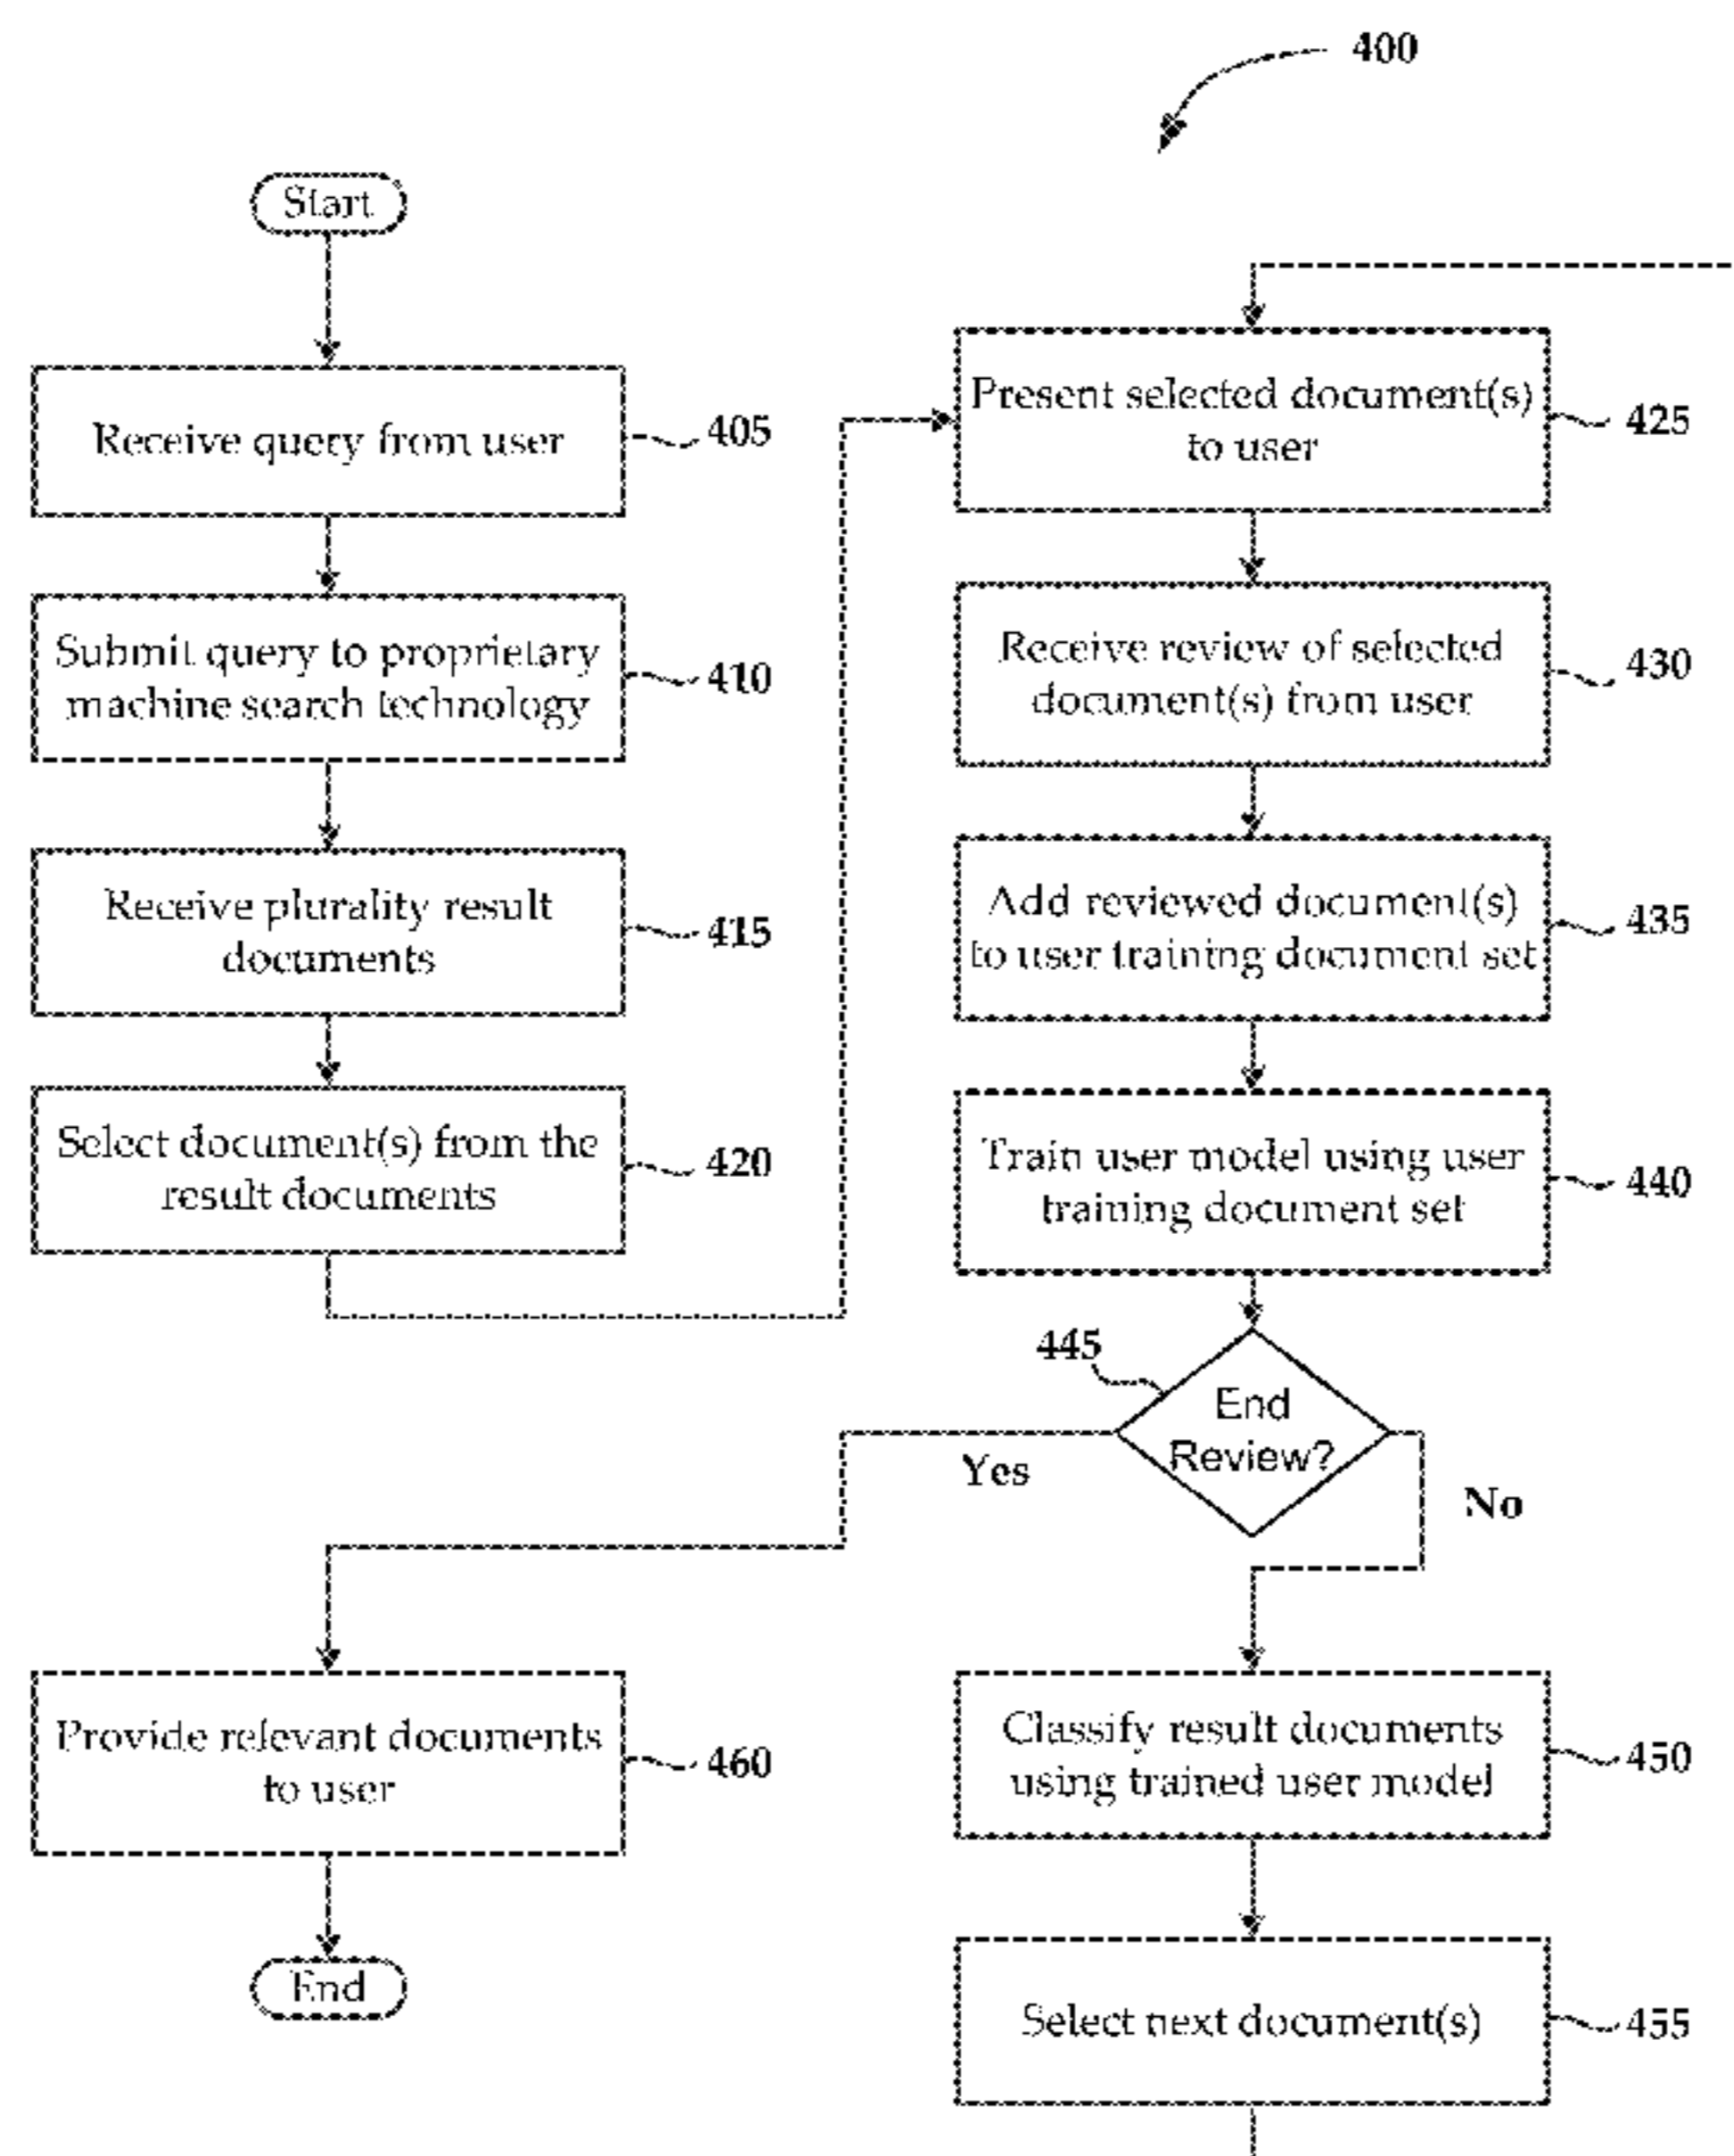 400
Start
Receive query from user
405
Submit query to proprietary
machine search technology
410
Receive plurality result
documents
415
Select document(s) from the
result documents
420
Present selected document(s)
to user
425
Receive review of selected
document(s) from user
430
Add reviewed document(s)
to user training document set
435
Train user model using user
training document set
440
445
End
Review?
Yes
No
Classify result documents
using trained user model
450
Select next document(s)
455
Provide relevant documents
to user
460
End